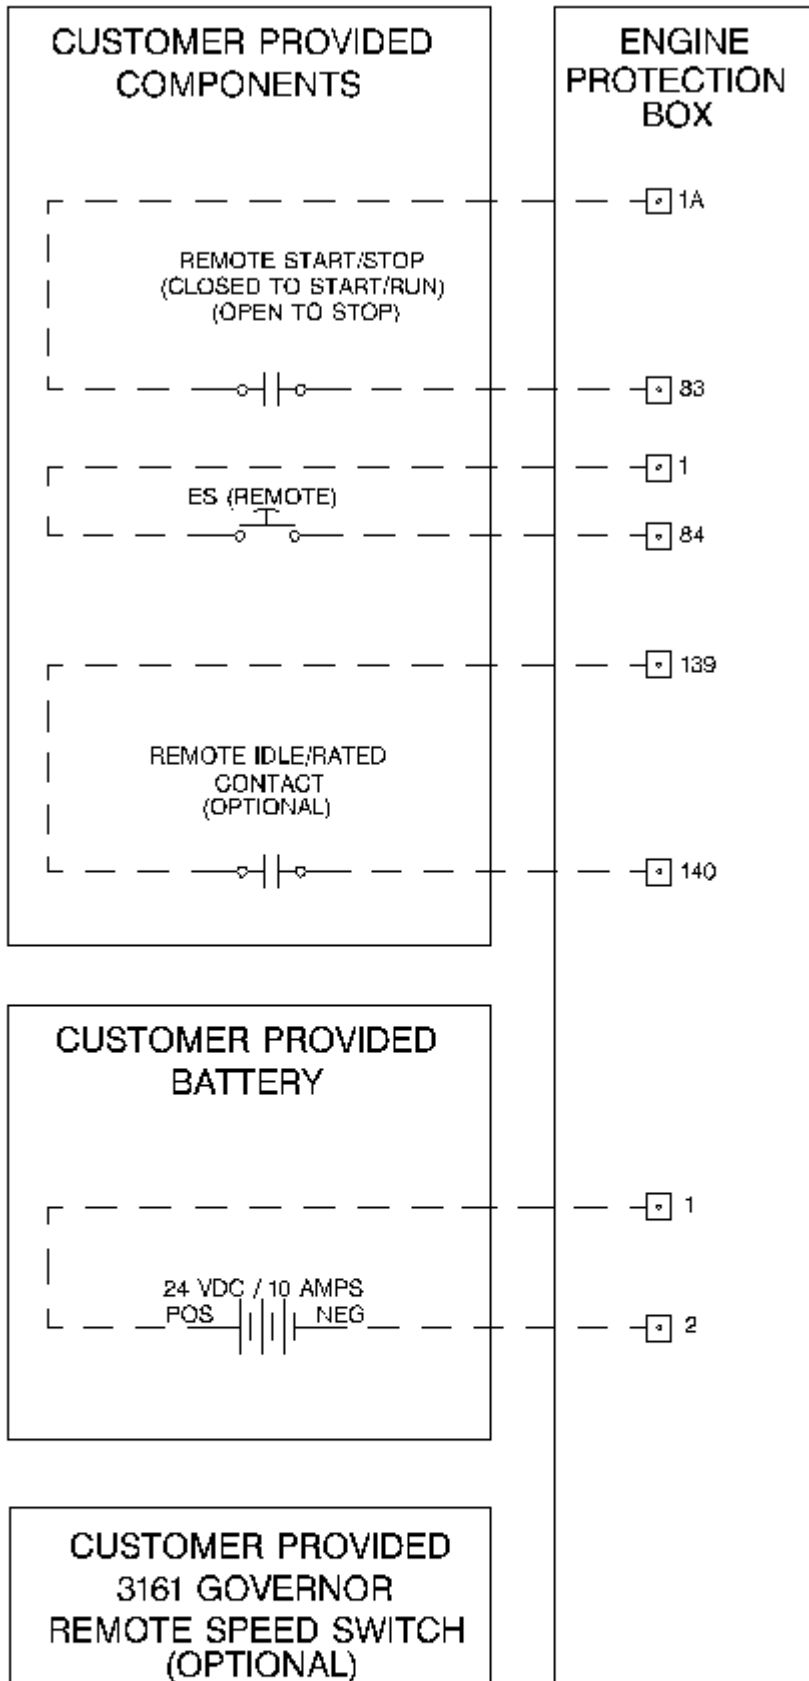 CUSTOMER PROVIDED
COMPONENTS
ENGINE
PROTECTION
BOX
1A
REMOTE START/STOP
(CLOSED TO START/RUN)
(OPEN TO STOP)
83
1
ES (REMOTE)
84
139
REMOTE IDLE/RATED
CONTACT
(OPTIONAL)
140
CUSTOMER PROVIDED
BATTERY
1
24 VDC / 10 AMPS
POS NEG
2
CUSTOMER PROVIDED
3161 GOVERNOR
REMOTE SPEED SWITCH
(OPTIONAL)